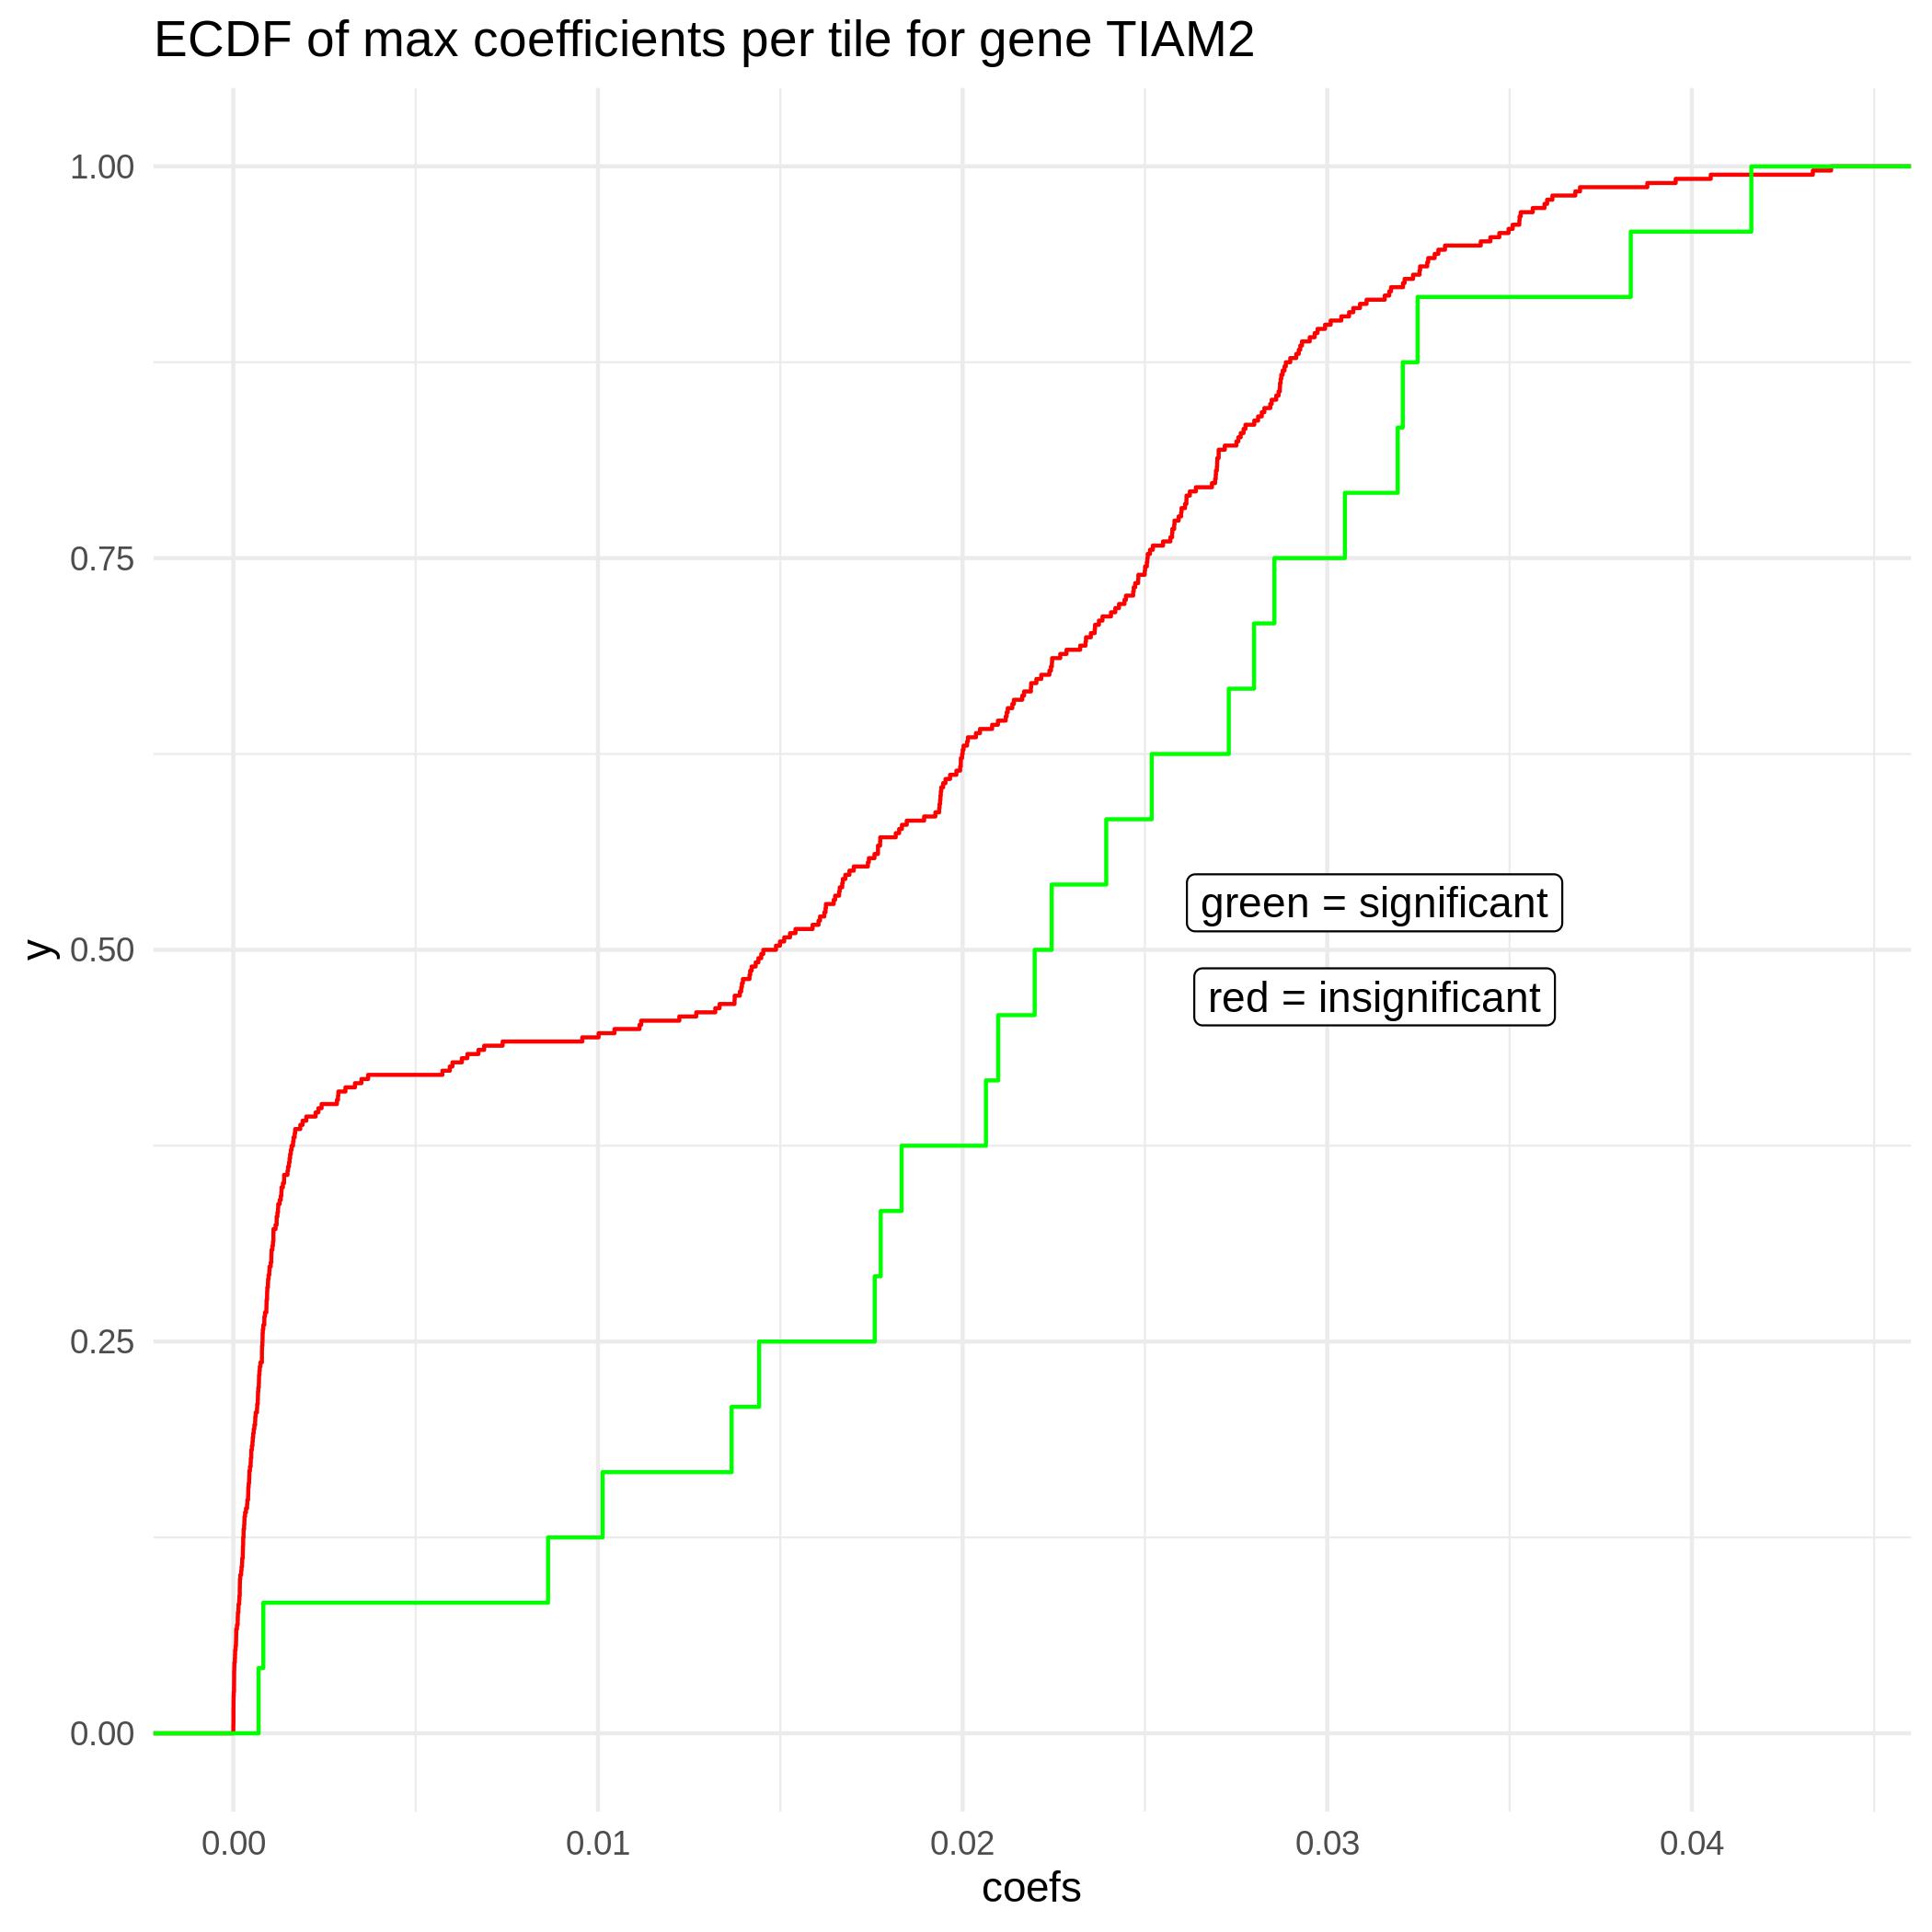 ECDF of max coefficients per tile for gene TIAM2
1.00
0.75
y
0.50
0.25
0.00
green = significant
red = insignificant
0.00 0.01 0.02 0.03 0.04
coefs